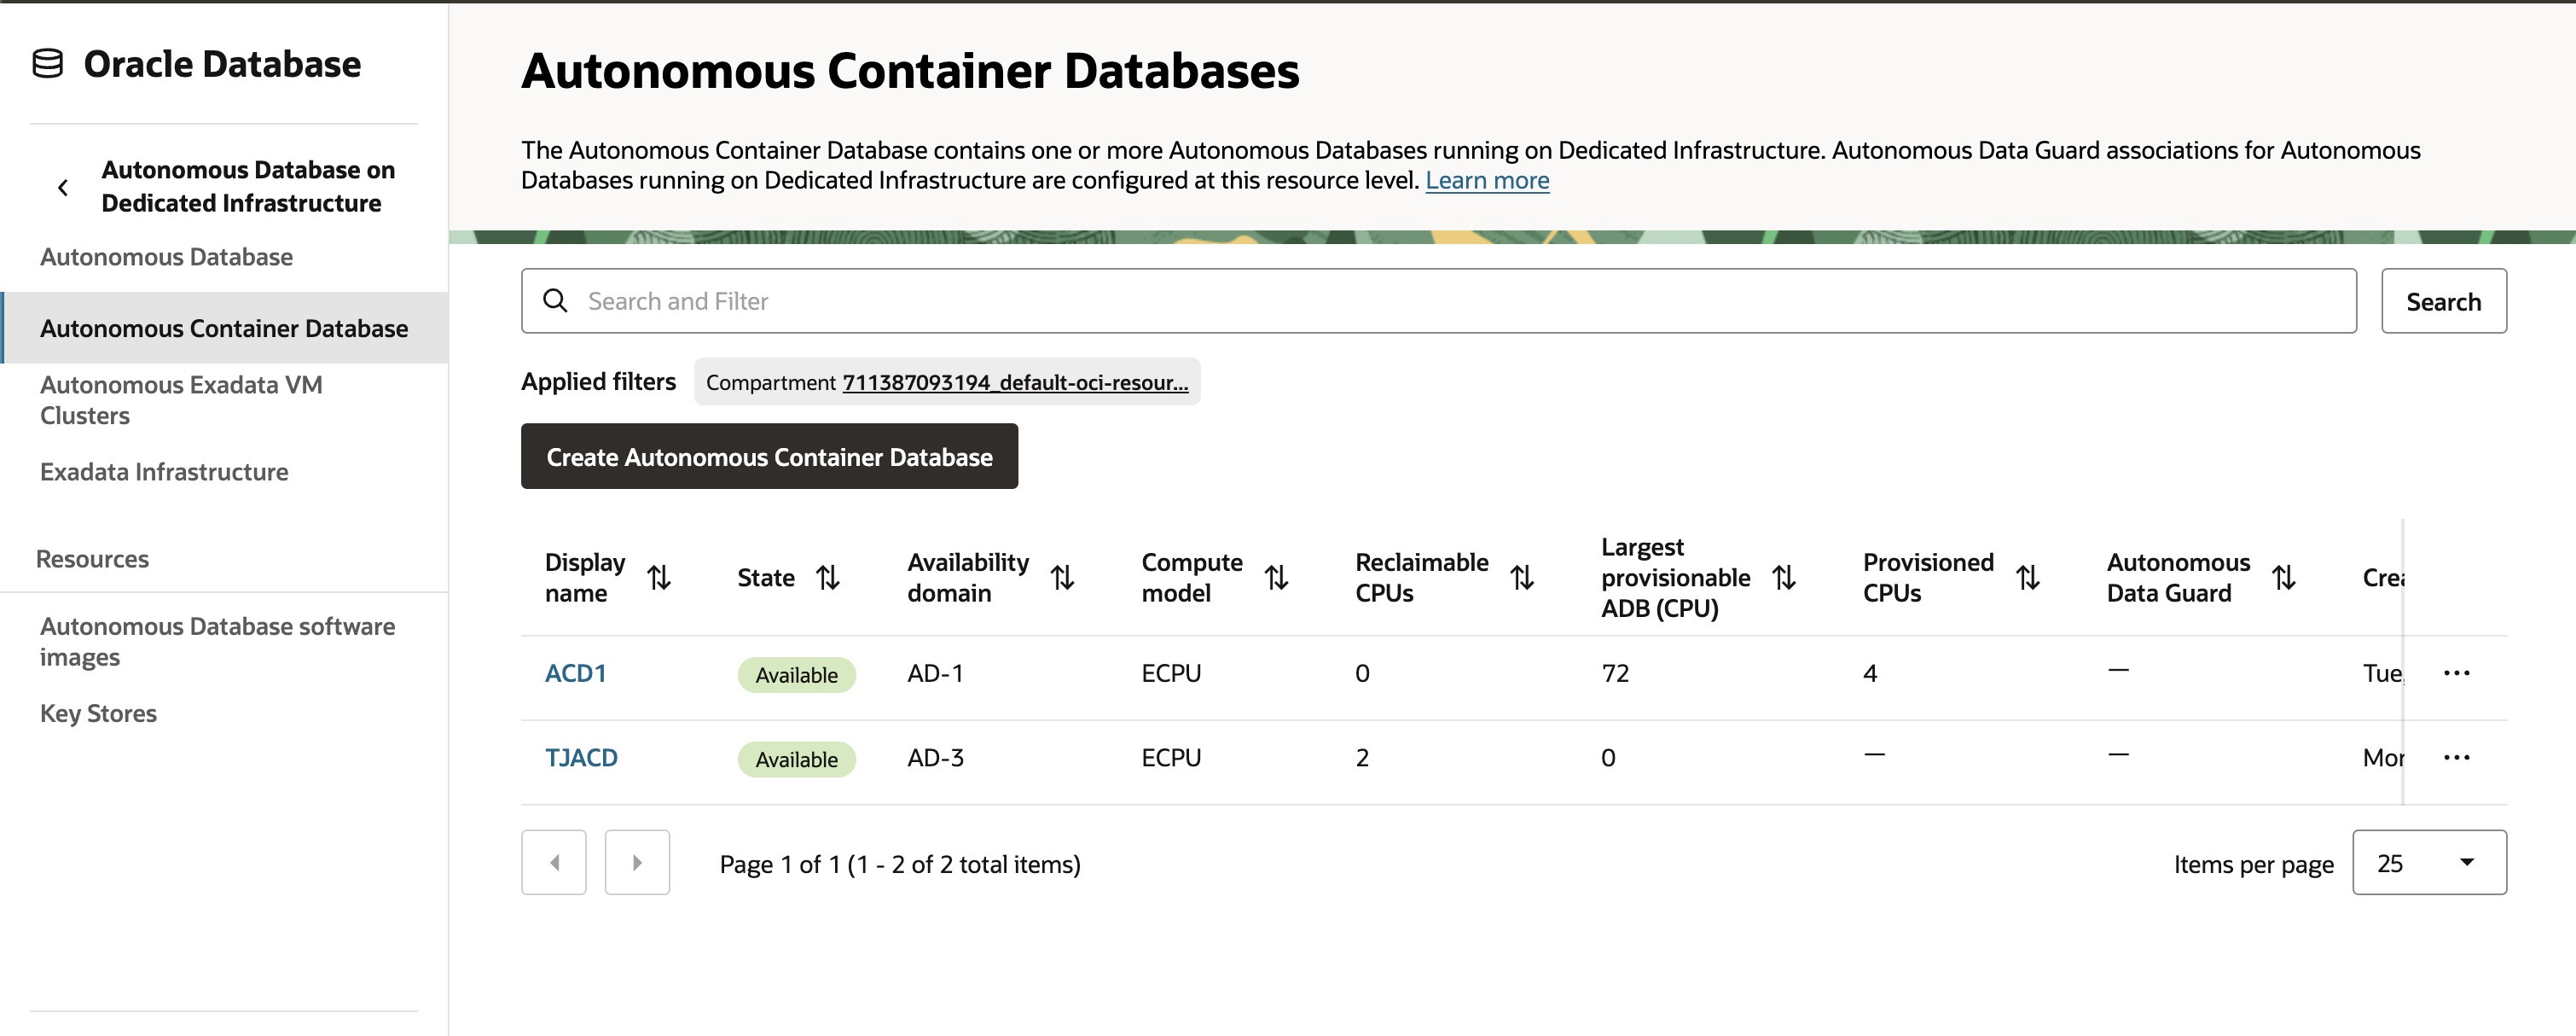 Oracle Database
Autonomous Database on
Dedicated Infrastructure
Autonomous Database
Autonomous Container Database
Autonomous Exadata VM
Clusters
Exadata Infrastructure
Resources
Autonomous Database software
images
Key Stores
Autonomous Container Databases
The Autonomous Container Database contains one or more Autonomous Databases running on Dedicated Infrastructure. Autonomous Data Guard associations for Autonomous
Databases running on Dedicated Infrastructure are configured at this resource level. Learn more
Search and Filter
Search
Applied filters Compartment 711387093194_default-oci-resour...
Create Autonomous Container Database
Display name State Availability domain Compute model Reclaimable CPUs Largest provisionable ADB (CPU) Provisioned CPUs Autonomous Data Guard Crea
ACD1 Available AD-1 ECPU 0 72 4 — Tue, ...
TJACD Available AD-3 ECPU 2 0 — — Mon ...
Page 1 of 1 (1 - 2 of 2 total items)
Items per page 25